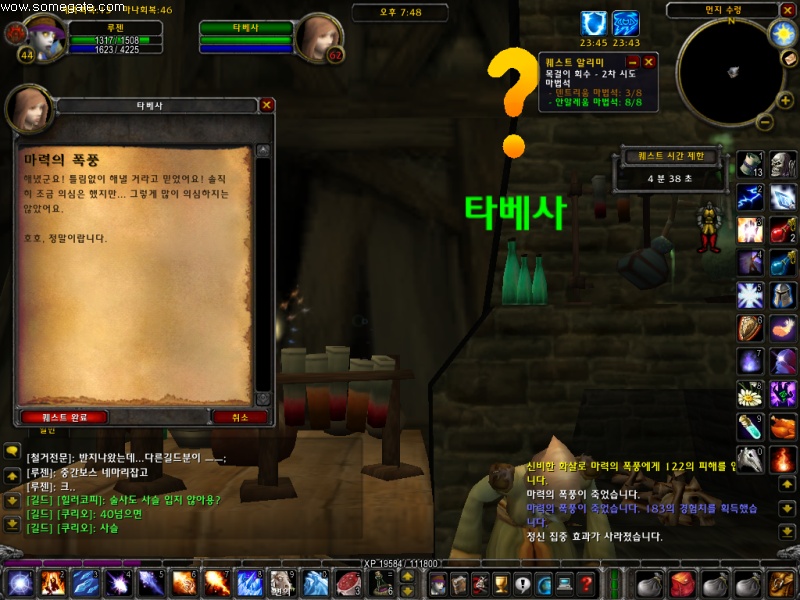 www.somegate.com
마나회복:46
루젠
1317 / 1508
1623 / 4225
44
타베사
62
오후 7:48
23:45 23:43
먼지 수렁
N
퀘스트 알리미
목걸이 회수 - 2차 시도
마법석
- 덴트리움 마법석: 3/8
- 안알레움 마법석: 8/8
퀘스트 시간 제한
4 분 38 초
타베사
타베사
마력의 폭풍
해냈군요! 틀림없이 해낼 거라고 믿었어요! 솔직
히 조금 의심은 했지만... 그렇게 많이 의심하지는
않았어요.
호호, 정말이랍니다.
퀘스트 완료
취소
[철거전문]: 반지나왔는데...다른길드분이 ㅡㅡ;
[루젠]: 중간보스 네마리잡고
[루젠]: 크..
[길드] [힐러코피]: 술사도 사슬 입지 않아용?
[길드] [쿠리오]: 40넘으면
[길드] [쿠리오]: 사슬
신비한 화살로 마력의 폭풍에게 122의 피해를 입
니다.
마력의 폭풍이 죽었습니다.
마력의 폭풍이 죽었습니다. 183의 경험치를 획득했습
니다.
정신 집중 효과가 사라졌습니다.
XP 19584 / 111800